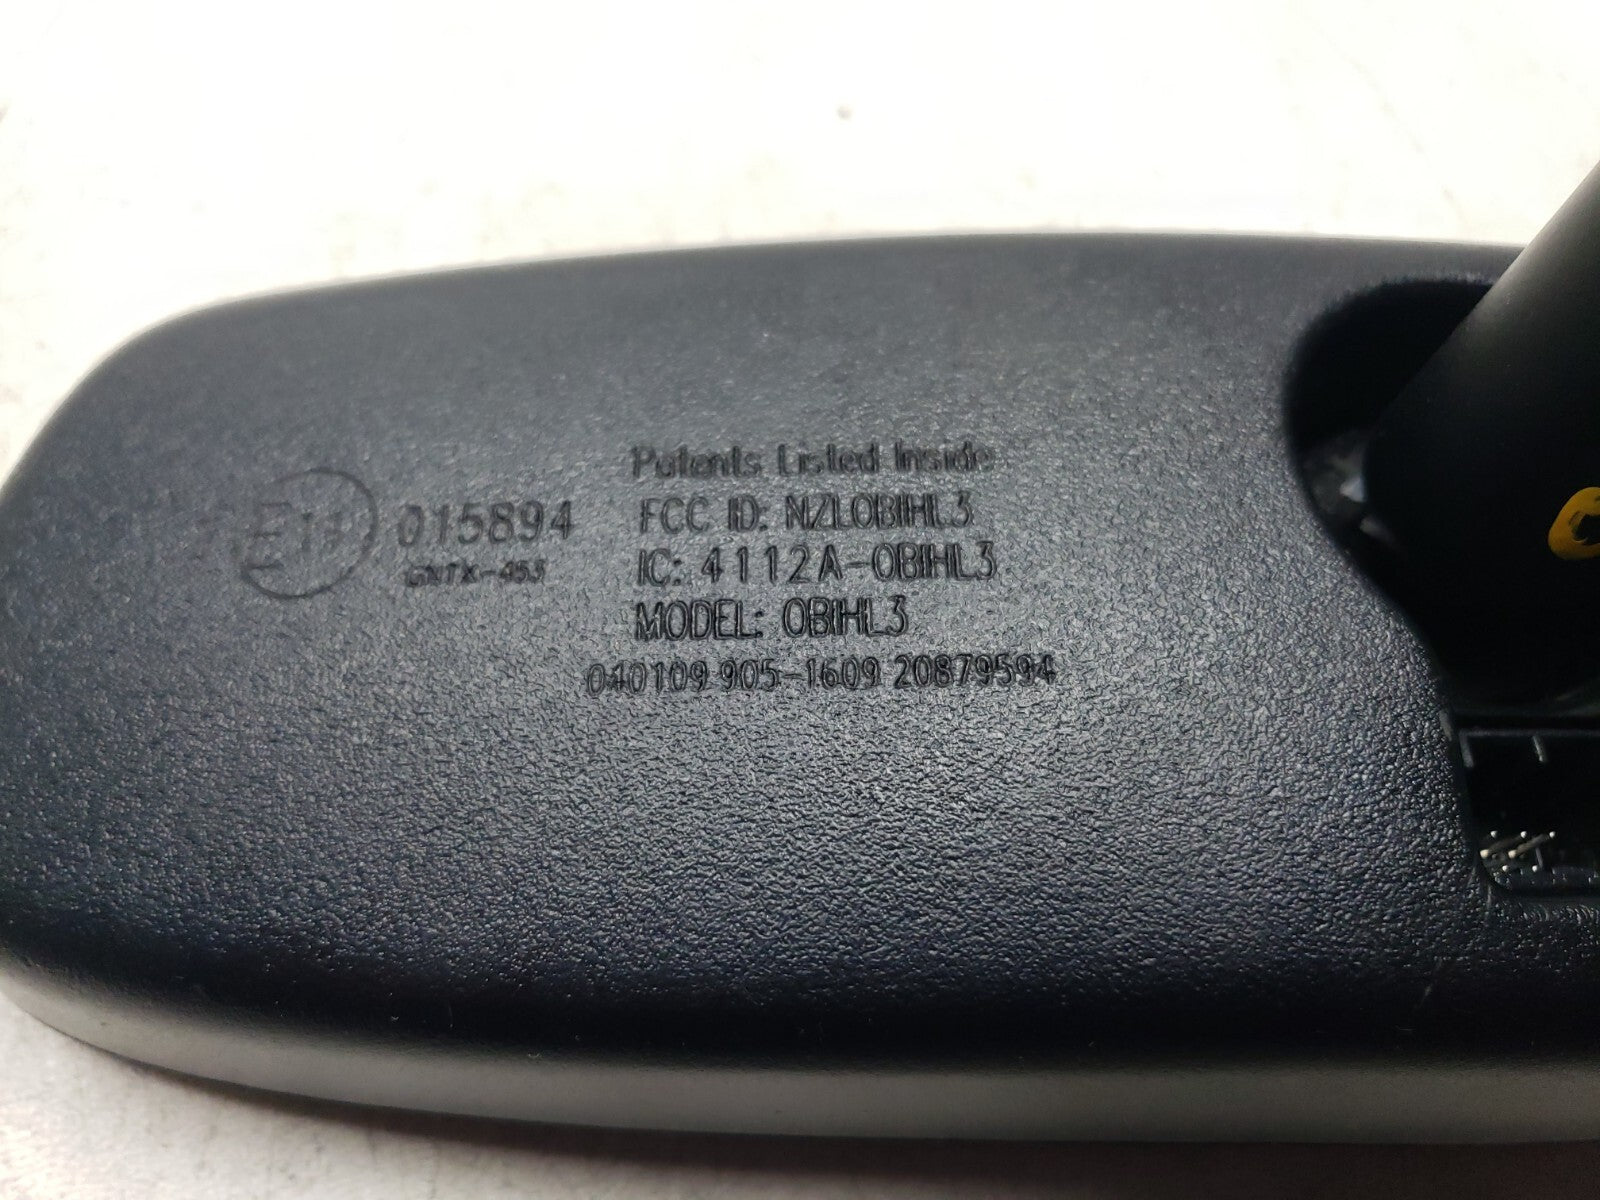 Patents Listed Inside
E11 015894
FCC ID: NZLOBIHL3
GNTX-453
IC: 4112A-OBIHL3
MODEL: OBIHL3
040109 905-1609 20879594